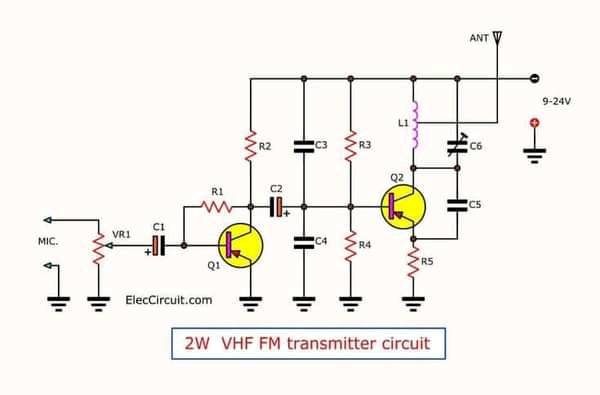 ANT
9-24V
L1
C6
R2
C3
R3
Q2
R1
C2
C5
+
MIC.
VR1
C1
+
C4
R4
Q1
R5
ElecCircuit.com
2W VHF FM transmitter circuit